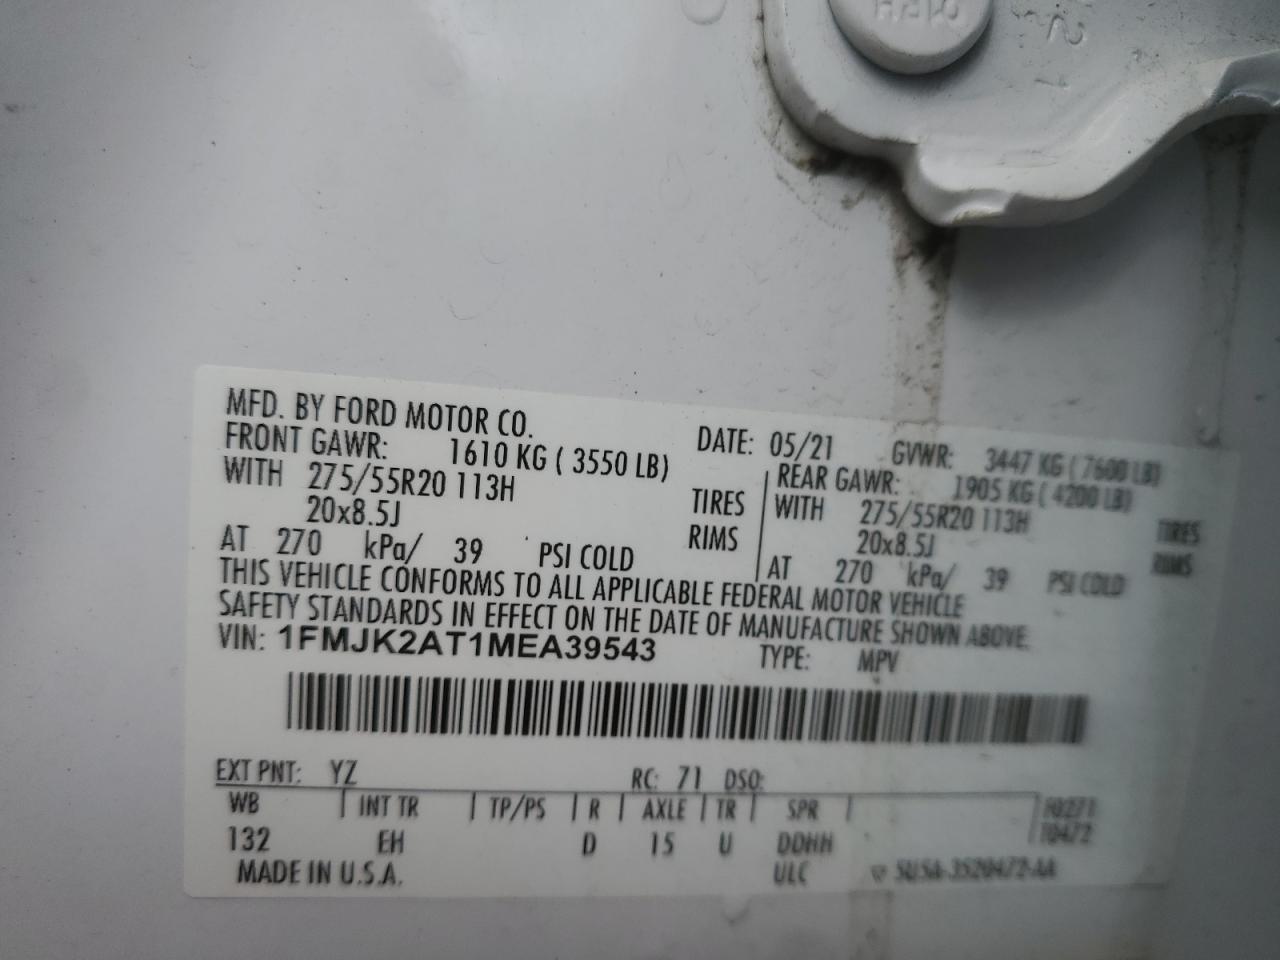 MFD. BY FORD MOTOR CO.
DATE: 05/21 GVWR: 3447 KG ( 7600 LB)
FRONT GAWR: 1610 KG ( 3550 LB)
REAR GAWR: 1905 KG ( 4200 LB)
WITH 275/55R20 113H TIRES
WITH 275/55R20 113H TIRES
20x8.5J RIMS
20x8.5J RIMS
AT 270 kPa/ 39 PSI COLD
AT 270 kPa/ 39 PSI COLD
THIS VEHICLE CONFORMS TO ALL APPLICABLE FEDERAL MOTOR VEHICLE
SAFETY STANDARDS IN EFFECT ON THE DATE OF MANUFACTURE SHOWN ABOVE.
VIN: 1FMJK2AT1MEA39543 TYPE: MPV
EXT PNT: YZ RC: 71 DSO:
WB | INT TR | TP/PS | R | AXLE | TR | SPR |
132 EH D 15 U DDHH
MADE IN U.S.A. ULC